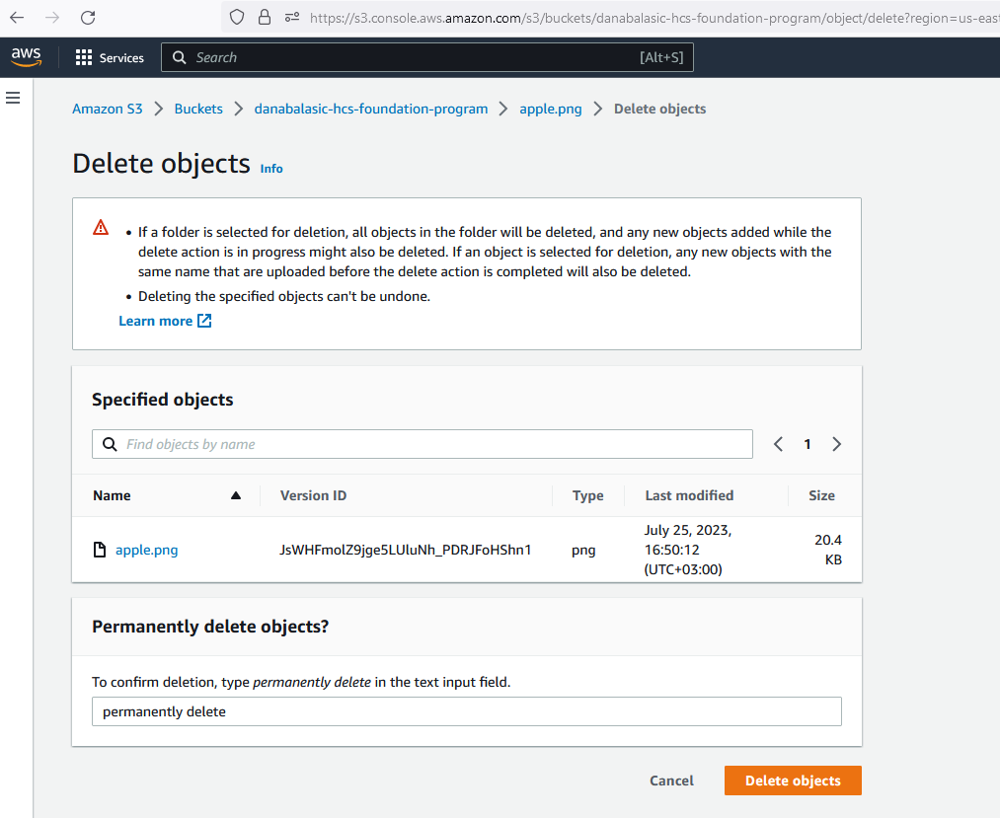 https://s3.console.aws.amazon.com/s3/buckets/danabalasic-hcs-foundation-program/object/delete?region=us-east
aws
Services
Search
[Alt+S]
Amazon S3 > Buckets > danabalasic-hcs-foundation-program > apple.png > Delete objects
Delete objects Info
• If a folder is selected for deletion, all objects in the folder will be deleted, and any new objects added while the
delete action is in progress might also be deleted. If an object is selected for deletion, any new objects with the
same name that are uploaded before the delete action is completed will also be deleted.
• Deleting the specified objects can't be undone.
Learn more
Specified objects
Find objects by name
1
Name Version ID Type Last modified Size
apple.png JsWHFmolZ9jge5LUluNh_PDRJFoHShn1 png July 25, 2023, 16:50:12 (UTC+03:00) 20.4 KB
Permanently delete objects?
To confirm deletion, type permanently delete in the text input field.
permanently delete
Cancel
Delete objects